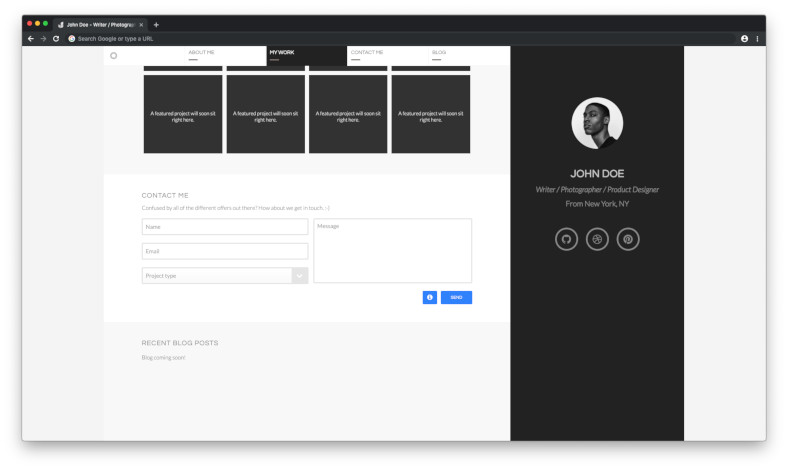 John Doe - Writer / Photograp
Search Google or type a URL
ABOUT ME
MY WORK
CONTACT ME
BLOG
A featured project will soon sit
right here.
A featured project will soon sit
right here.
A featured project will soon sit
right here.
A featured project will soon sit
right here.
JOHN DOE
Writer / Photographer / Product Designer
From New York, NY
CONTACT ME
Confused by all of the different offers out there? How about we get in touch :-)
Name
Message
Email
Project type
SEND
RECENT BLOG POSTS
Blog coming soon!